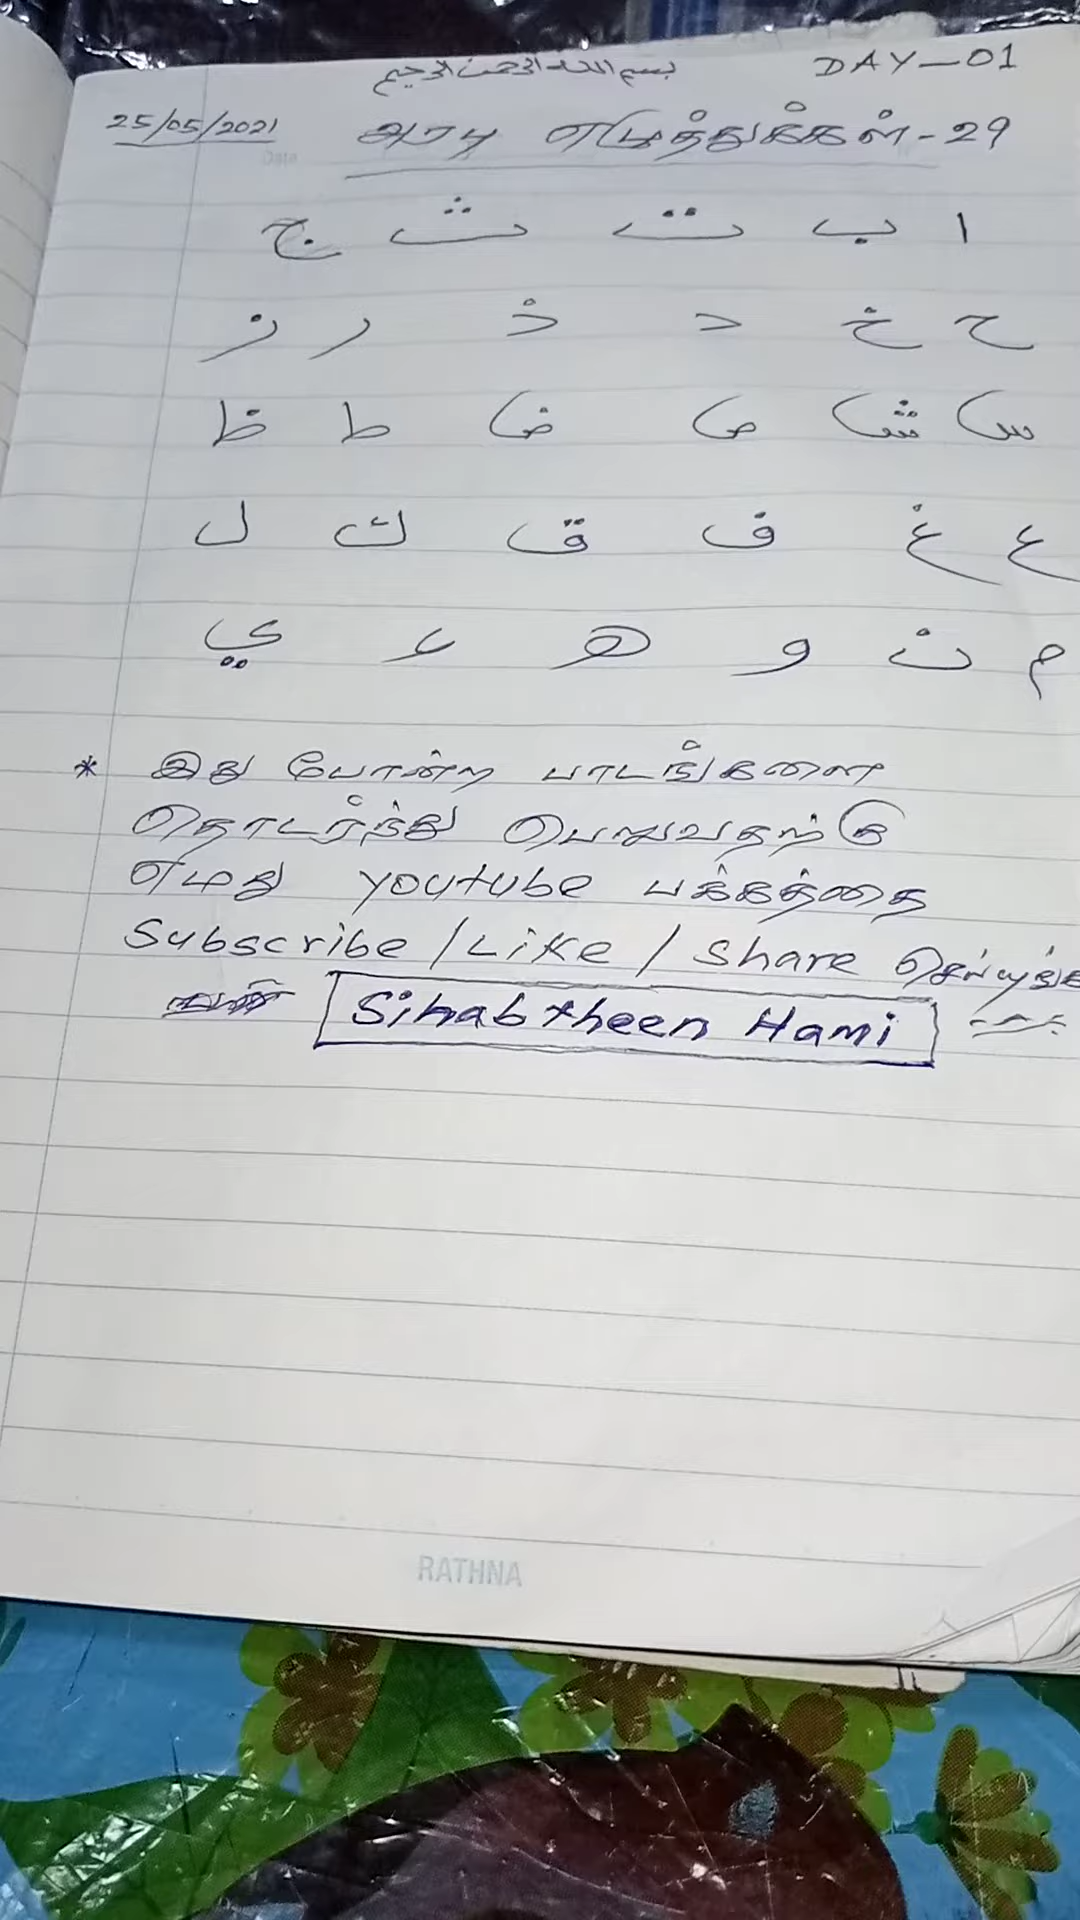 بسم الله الرحمن الرحيم DAY-01
25/05/2021 அரபு எழுத்துக்கள்-29
ا ب ت ث ج
ح خ د ذ ر ز
س ش ص ض ط ظ
ع غ ف ق ك ل
م ن و ه ء ي
* இது போன்ற பாடங்களை
தொடர்ந்து பெறுவதற்கு
எமது youtube பக்கத்தை
Subscribe / Like / Share
Sihabtheen Hami
RATHNA